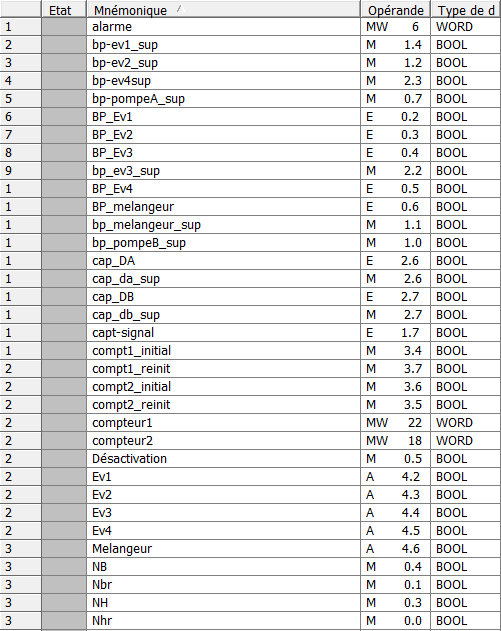 Etat Mnémonique Opérande Type de d
1 alarme MW 6 WORD
2 bp-ev1_sup M 1.4 BOOL
3 bp-ev2_sup M 1.2 BOOL
4 bp-ev4sup M 2.3 BOOL
5 bp-pompeA_sup M 0.7 BOOL
6 BP_Ev1 E 0.2 BOOL
7 BP_Ev2 E 0.3 BOOL
8 BP_Ev3 E 0.4 BOOL
9 bp_ev3_sup M 2.2 BOOL
1 BP_Ev4 E 0.5 BOOL
1 BP_melangeur E 0.6 BOOL
1 bp_melangeur_sup M 1.1 BOOL
1 bp_pompeB_sup M 1.0 BOOL
1 cap_DA E 2.6 BOOL
1 cap_da_sup M 2.6 BOOL
1 cap_DB E 2.7 BOOL
1 cap_db_sup M 2.7 BOOL
1 capt-signal E 1.7 BOOL
1 compt1_initial M 3.4 BOOL
2 compt1_reinit M 3.7 BOOL
2 compt2_initial M 3.6 BOOL
2 compt2_reinit M 3.5 BOOL
2 compteur1 MW 22 WORD
2 compteur2 MW 18 WORD
2 Désactivation M 0.5 BOOL
2 Ev1 A 4.2 BOOL
2 Ev2 A 4.3 BOOL
2 Ev3 A 4.4 BOOL
2 Ev4 A 4.5 BOOL
3 Melangeur A 4.6 BOOL
3 NB M 0.4 BOOL
3 Nbr M 0.1 BOOL
3 NH M 0.3 BOOL
3 Nhr M 0.0 BOOL